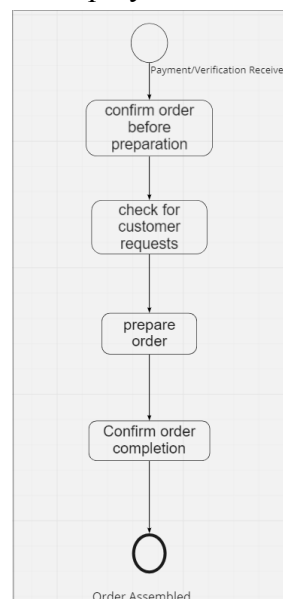 Payment/Verification Receive
confirm order
before
preparation
check for
customer
requests
prepare
order
Confirm order
completion
Order Assembled